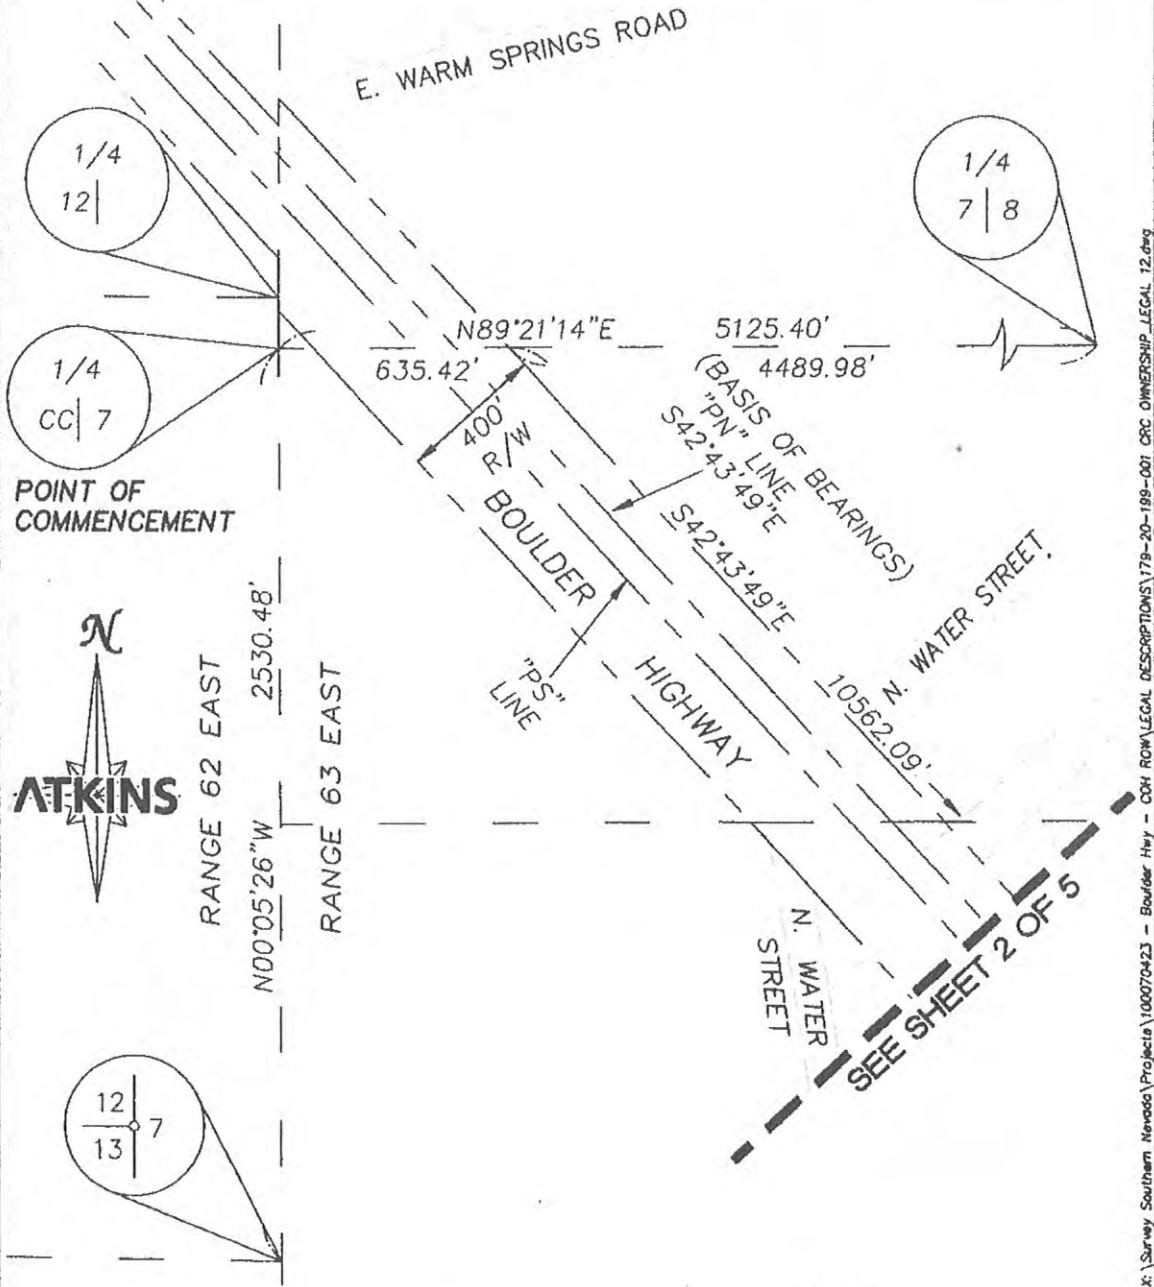 E. WARM SPRINGS ROAD
1/4
12
1/4
7 8
N89°21'14"E
5125.40'
635.42'
4489.98'
1/4
CC 7
(BASIS OF BEARINGS)
"PN" LINE
S42°43'49"E
400'
R/W
POINT OF
COMMENCEMENT
BOULDER
HIGHWAY
S42°43'49"E
10562.09'
N. WATER STREET
"PS"
LINE
N
ATKINS
RANGE 62 EAST
N00°05'26"W 2530.48'
RANGE 63 EAST
N. WATER
STREET
SEE SHEET 2 OF 5
12
7
13
X:\Survey Southern Nevada\Projects\100070423 - Boulder Hwy - COH ROW\LEGAL DESCRIPTIONS\179-20-199-001 CRC OWNERSHIP_LEGAL 12.dwg